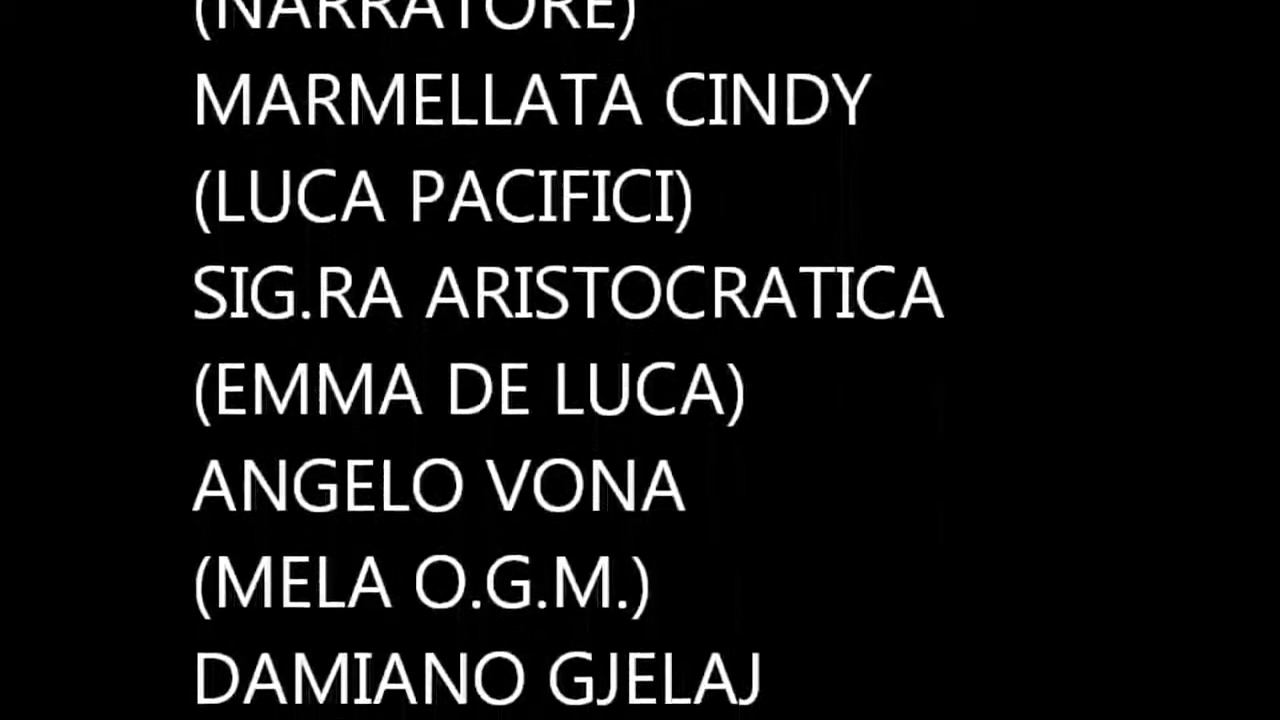 (NARRATORE)
MARMELLATA CINDY
(LUCA PACIFICI)
SIG.RA ARISTOCRATICA
(EMMA DE LUCA)
ANGELO VONA
(MELA O.G.M.)
DAMIANO GJELAJ